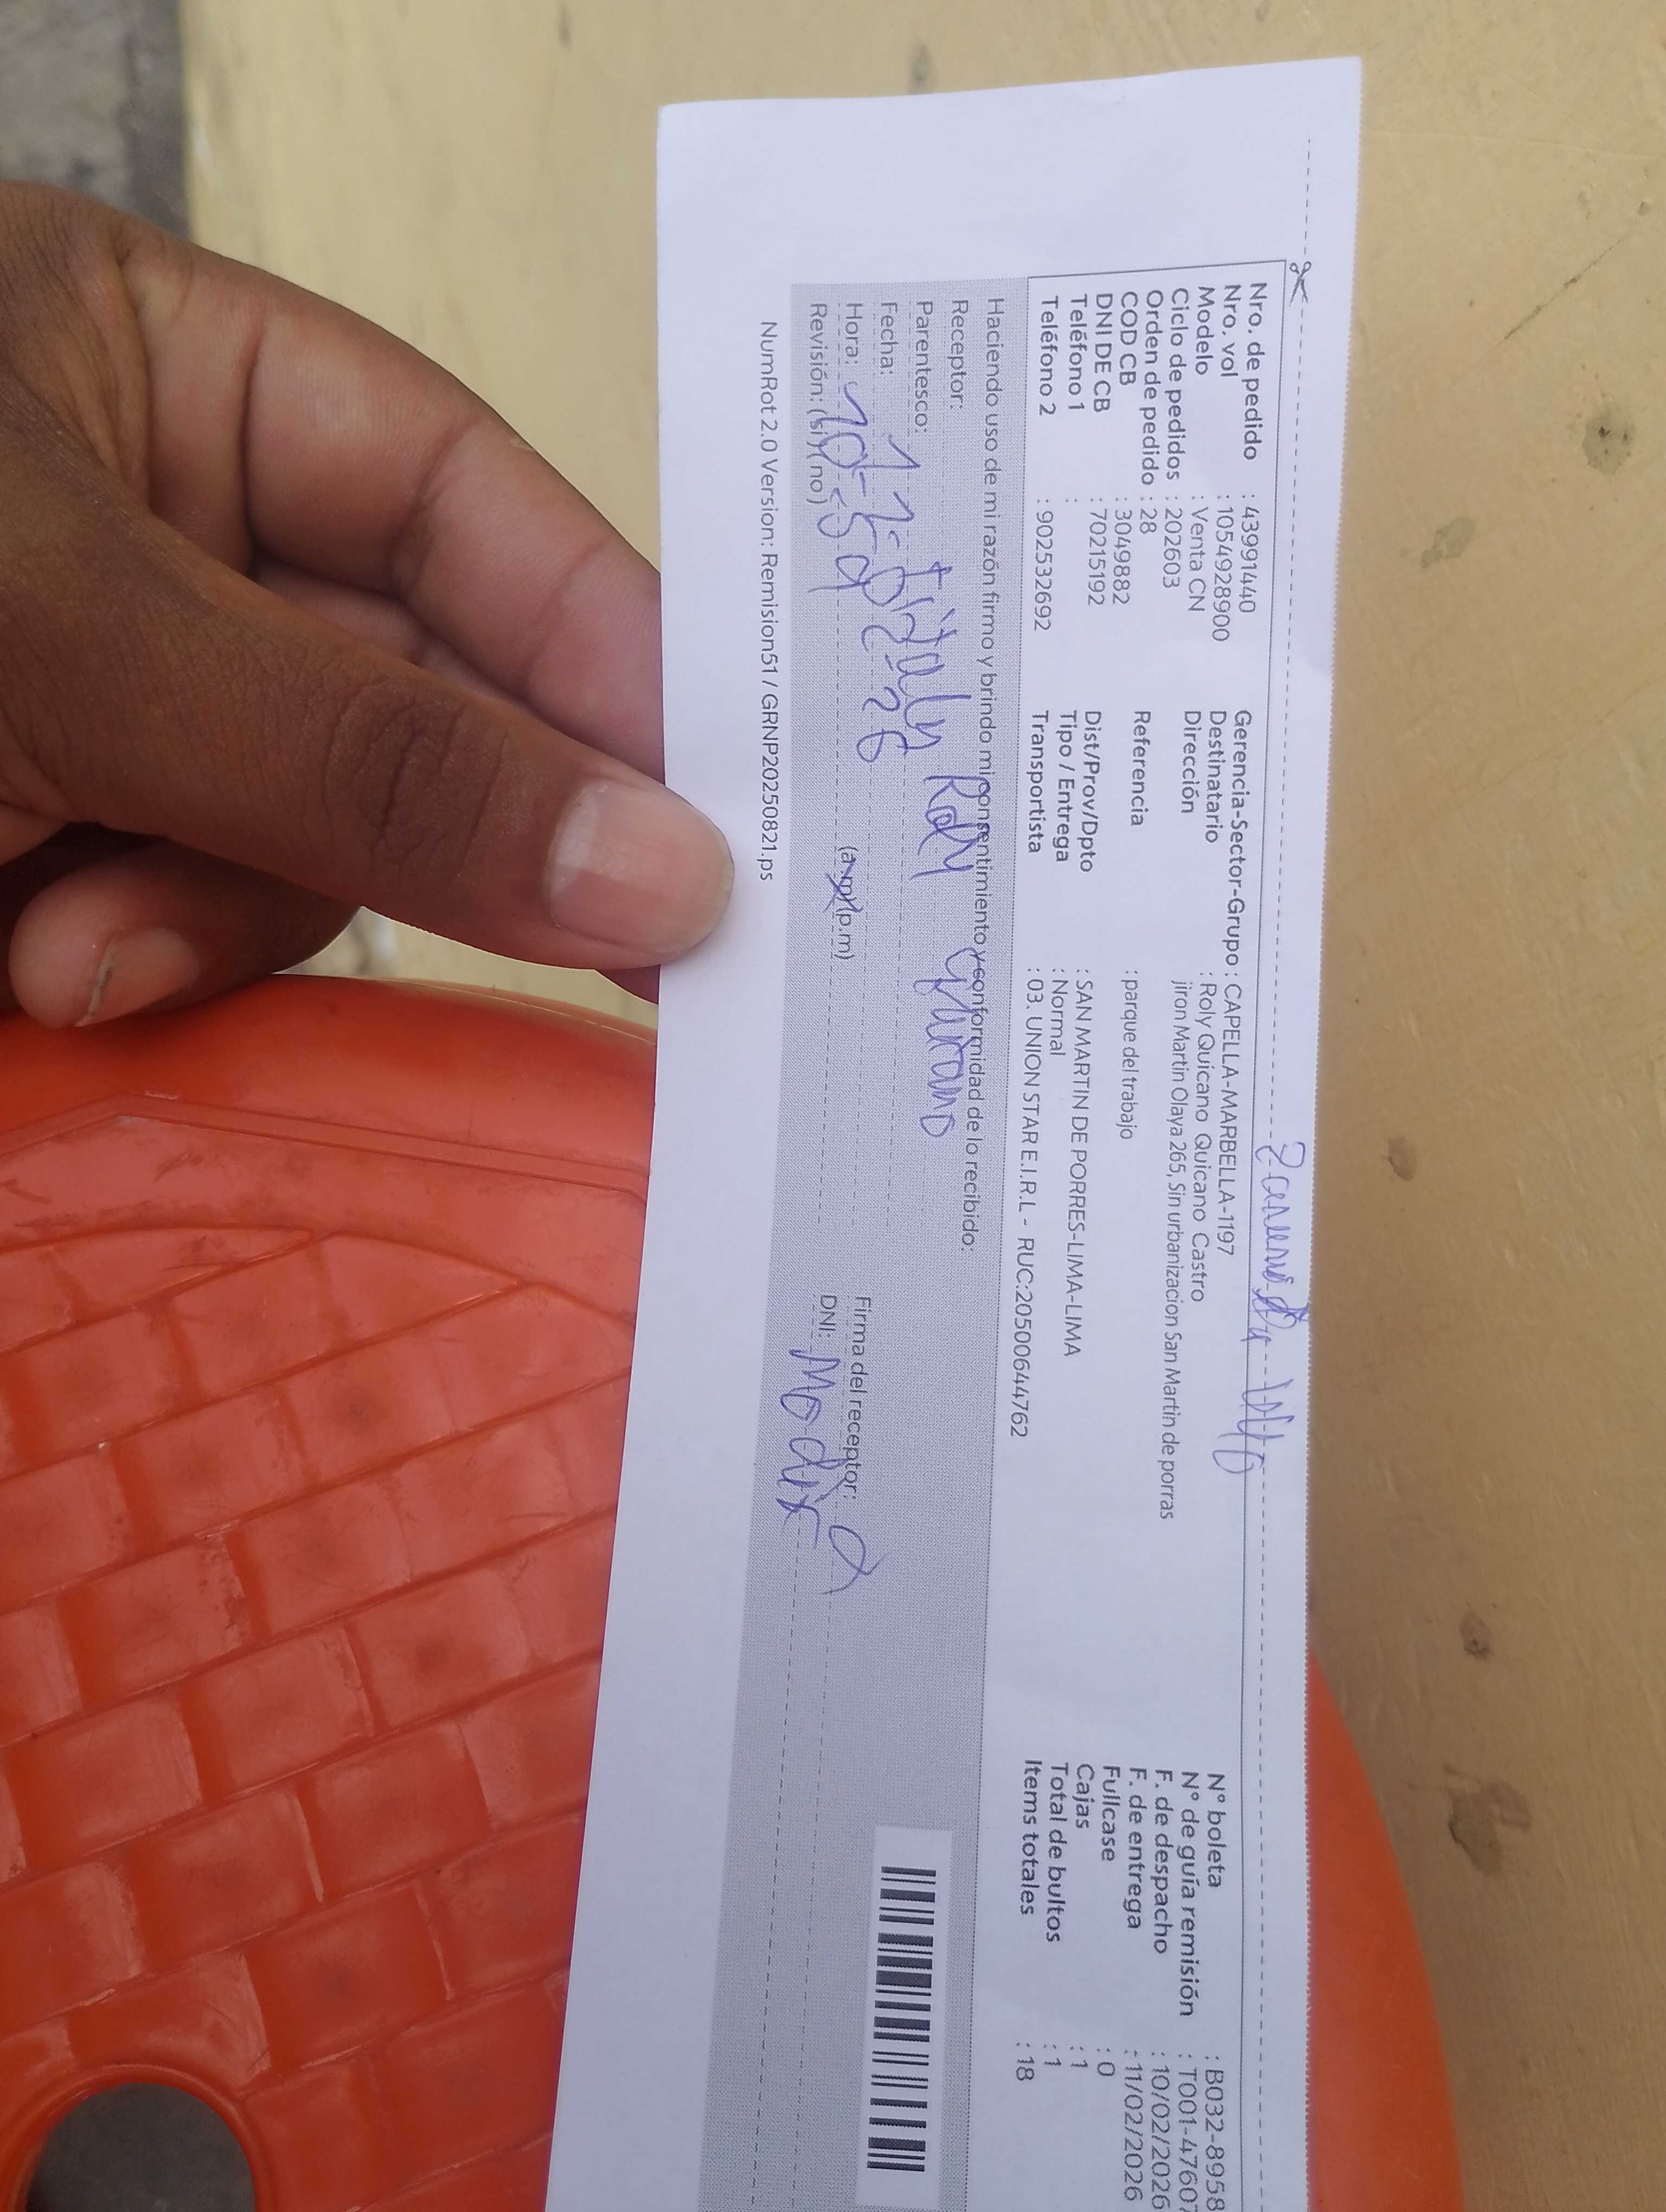 Nro. de pedido : 43991440
Nro. vol : 1054928900
Modelo : Venta CN
Ciclo de pedidos : 202603
Orden de pedido : 28
COD CB : 3049882
DNI DE CB : 70215192
Teléfono 1 :
Teléfono 2 : 902532692
Gerencia-Sector-Grupo : CAPELLA-MARBELLA-1197
Destinatario : Roly Quicano Quicano Castro
Dirección jiron Martin Olaya 265, Sin urbanizacion San Martin de porras
Referencia : parque del trabajo
Dist/Prov/Dpto : SAN MARTIN DE PORRES-LIMA-LIMA
Tipo / Entrega : Normal
Transportista : 03. UNION STAR E.I.R.L - RUC:20500644762
N° boleta : B032-8958
N° de guía remisión : T001-47607
F. de despacho : 10/02/2026
F. de entrega : 11/02/2026
Fullcase : 0
Cajas : 1
Total de bultos : 1
Items totales : 18
Haciendo uso de mi razón firmo y brindo mi consentimiento y conformidad de lo recibido:
Receptor:
Parentesco:
Fecha: 11-02-26
Hora: (a.m)(p.m)
Revisión: (si) (no)
Firma del receptor:
DNI:
NumRot 2.0 Version: Remision51 / GRNP20250821.ps